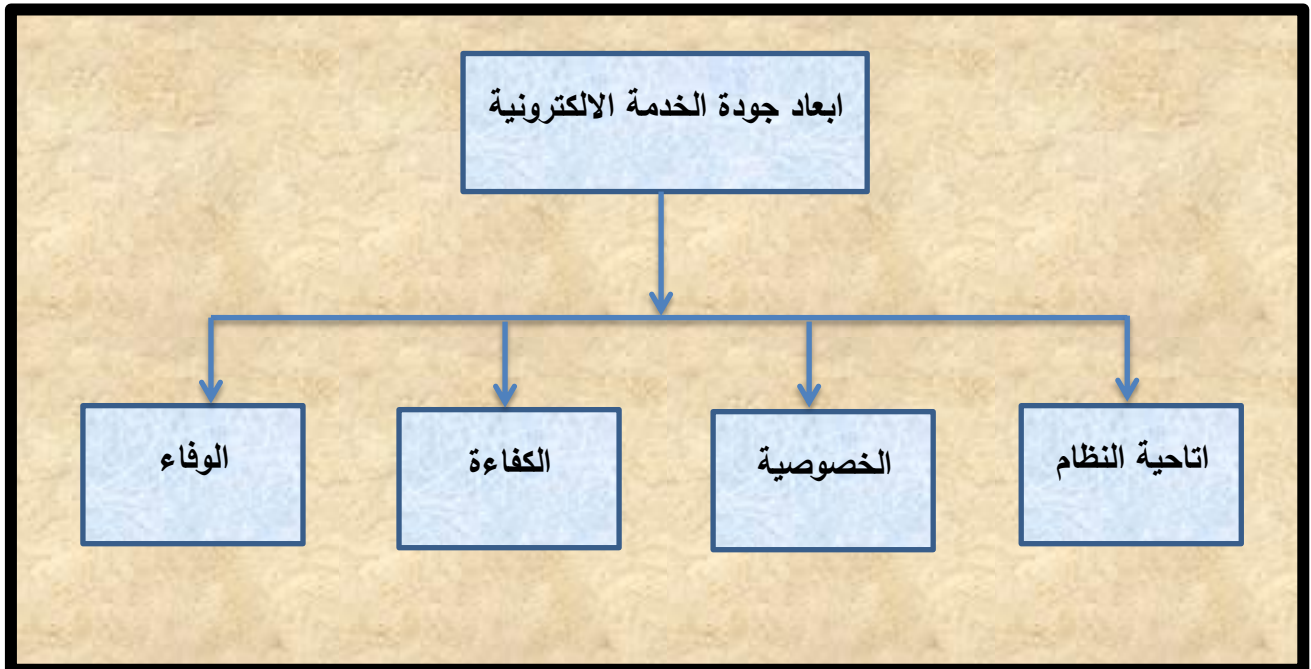 ابعاد جودة الخدمة الالكترونية
اتاحية النظام
الخصوصية
الكفاءة
الوفاء